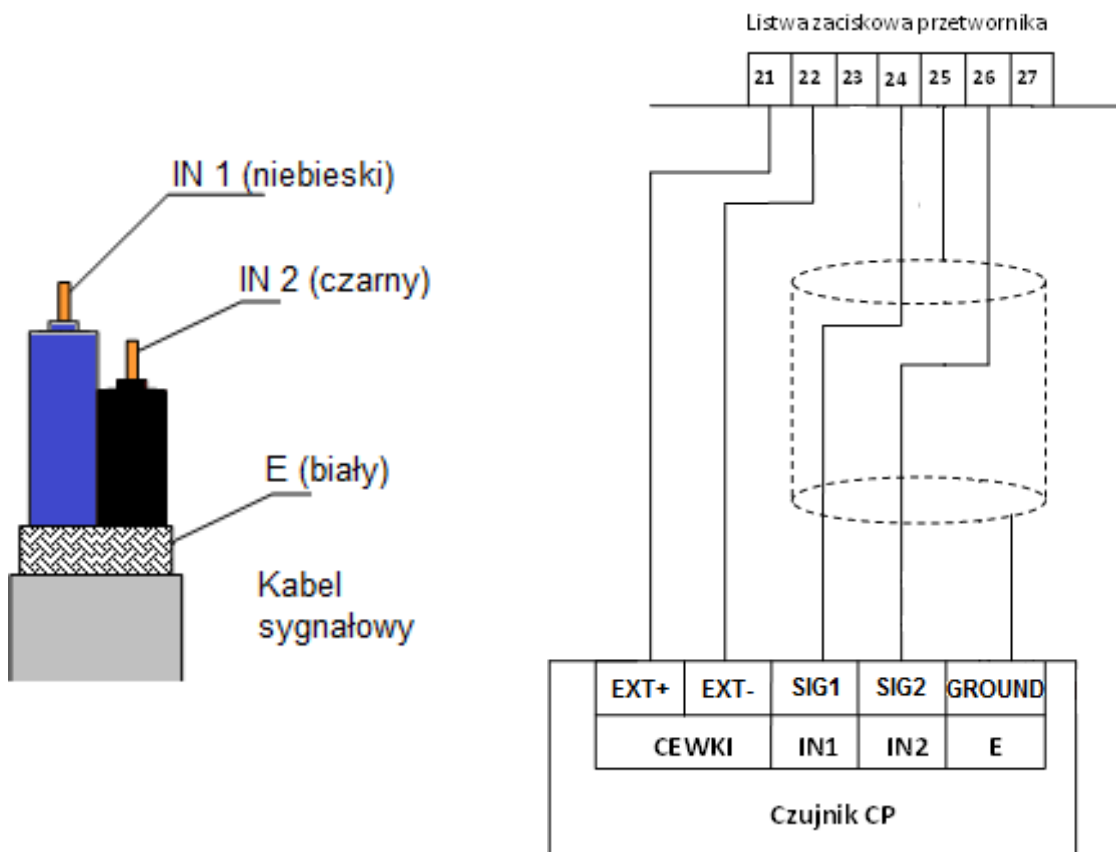 Listwa zaciskowa przetwornika
21 22 23 24 25 26 27
IN 1 (niebieski)
IN 2 (czarny)
E (biały)
Kabel
sygnałowy
EXT+ EXT- SIG1 SIG2 GROUND
CEWKI IN1 IN2 E
Czujnik CP